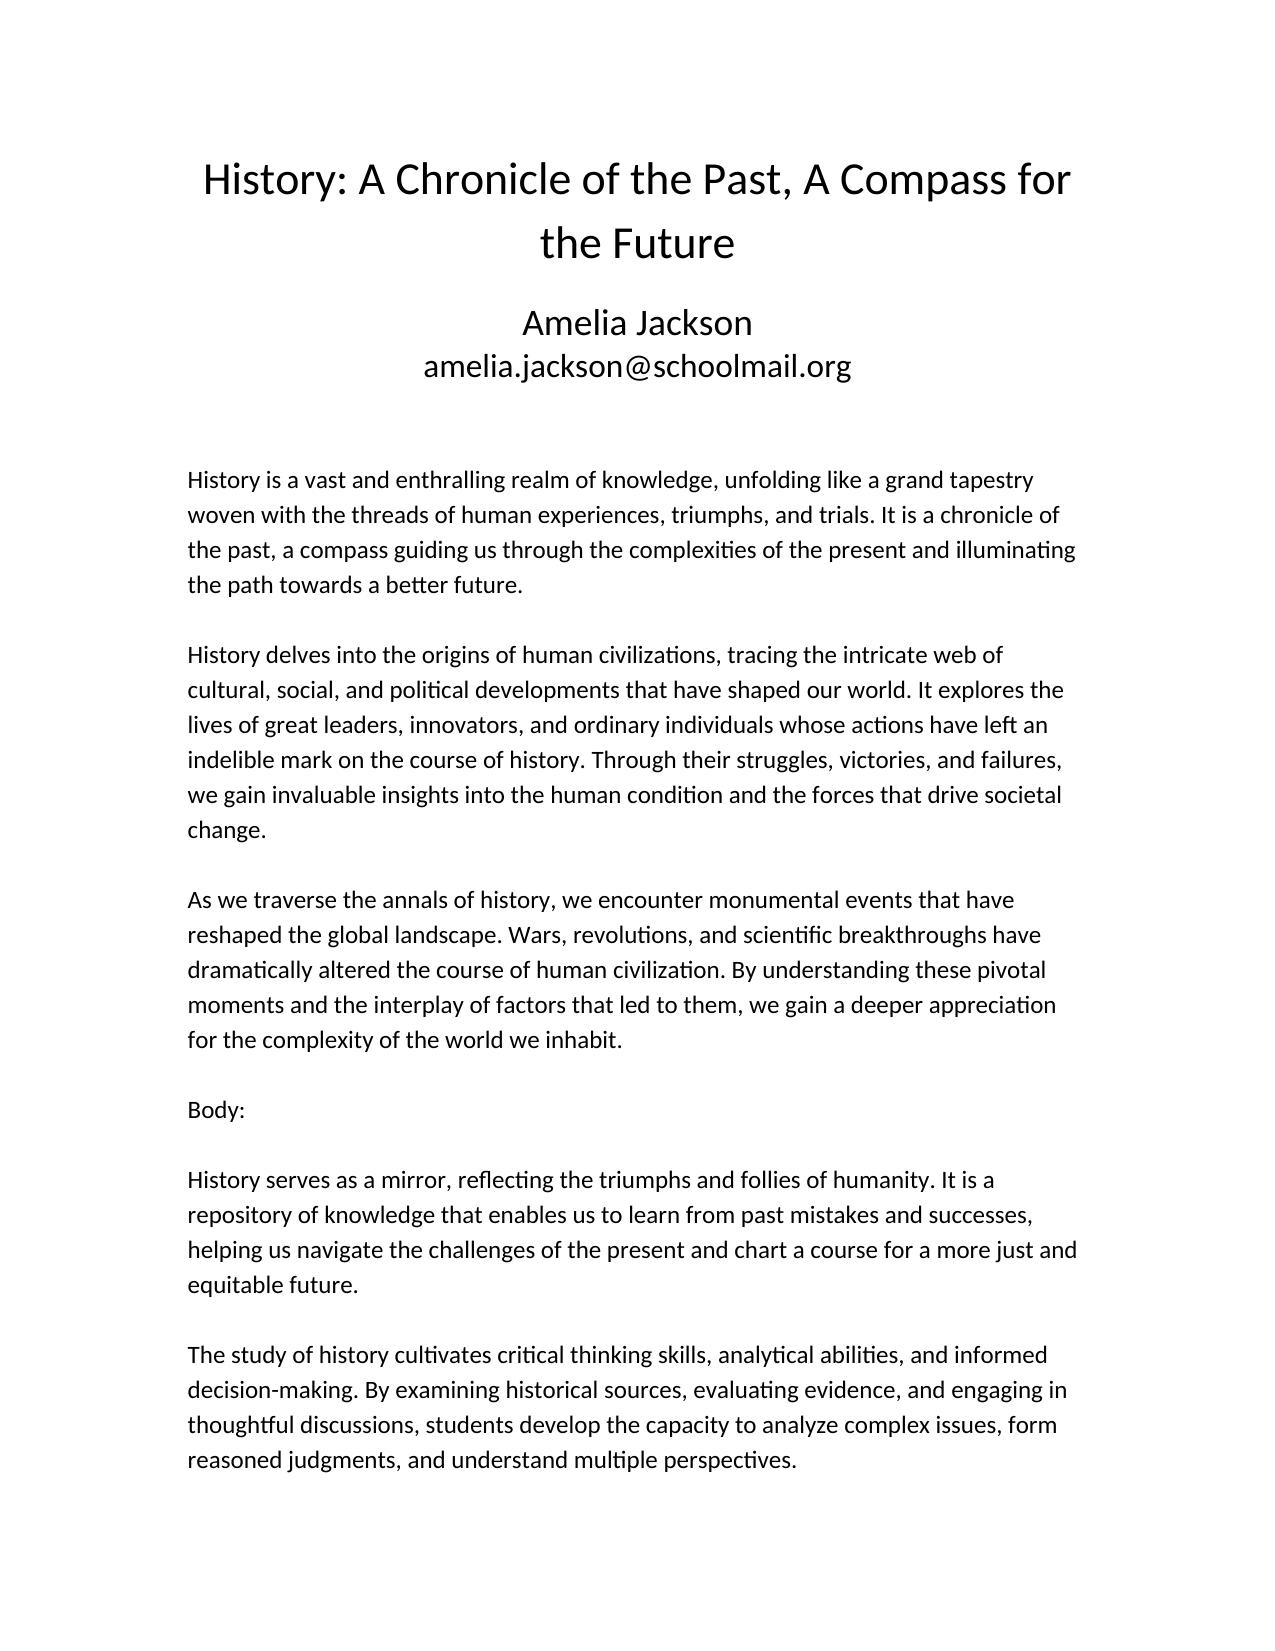 History: A Chronicle of the Past, A Compass for
the Future
Amelia Jackson
amelia.jackson@schoolmail.org
History is a vast and enthralling realm of knowledge, unfolding like a grand tapestry
woven with the threads of human experiences, triumphs, and trials. It is a chronicle of
the past, a compass guiding us through the complexities of the present and illuminating
the path towards a better future.
History delves into the origins of human civilizations, tracing the intricate web of
cultural, social, and political developments that have shaped our world. It explores the
lives of great leaders, innovators, and ordinary individuals whose actions have left an
indelible mark on the course of history. Through their struggles, victories, and failures,
we gain invaluable insights into the human condition and the forces that drive societal
change.
As we traverse the annals of history, we encounter monumental events that have
reshaped the global landscape. Wars, revolutions, and scientific breakthroughs have
dramatically altered the course of human civilization. By understanding these pivotal
moments and the interplay of factors that led to them, we gain a deeper appreciation
for the complexity of the world we inhabit.
Body:
History serves as a mirror, reflecting the triumphs and follies of humanity. It is a
repository of knowledge that enables us to learn from past mistakes and successes,
helping us navigate the challenges of the present and chart a course for a more just and
equitable future.
The study of history cultivates critical thinking skills, analytical abilities, and informed
decision-making. By examining historical sources, evaluating evidence, and engaging in
thoughtful discussions, students develop the capacity to analyze complex issues, form
reasoned judgments, and understand multiple perspectives.